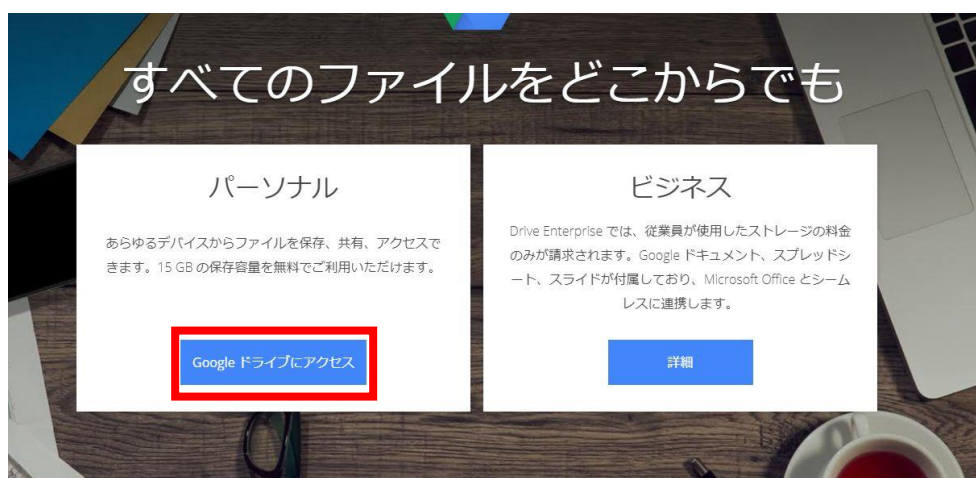 すべてのファイルをどこからでも
パーソナル
あらゆるデバイスからファイルを保存、共有、アクセスで
きます。15 GB の保存容量を無料でご利用いただけます。
Google ドライブにアクセス
ビジネス
Drive Enterprise では、従業員が使用したストレージの料金
のみが請求されます。Google ドキュメント、スプレッドシ
ート、スライドが付属しており、Microsoft Office とシーム
レスに連携します。
詳細